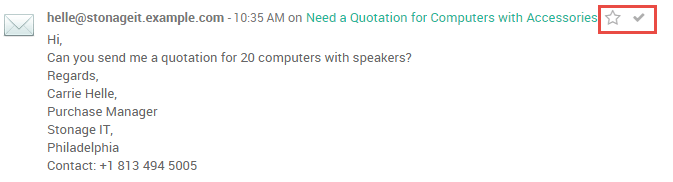 helle@stonageit.example.com - 10:35 AM on Need a Quotation for Computers with Accessories
Hi,
Can you send me a quotation for 20 computers with speakers?
Regards,
Carrie Helle,
Purchase Manager
Stonage IT,
Philadelphia
Contact: +1 813 494 5005